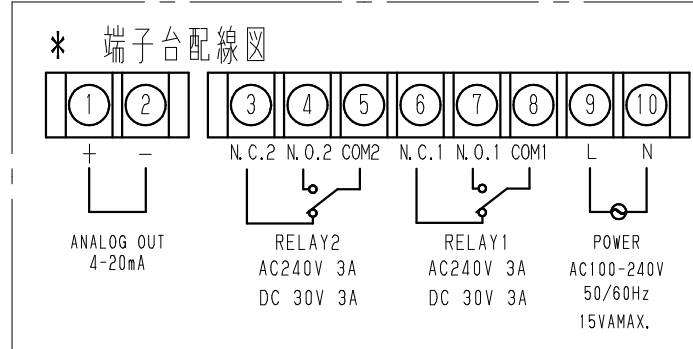 * 端子台配線図
1 2 3 4 5 6 7 8 9 10
+ - N.C.2 N.O.2 COM2 N.C.1 N.O.1 COM1 L N
ANALOG OUT
4-20mA
RELAY2
AC240V 3A
DC 30V 3A
RELAY1
AC240V 3A
DC 30V 3A
POWER
AC100-240V
50/60Hz
15VAMAX.